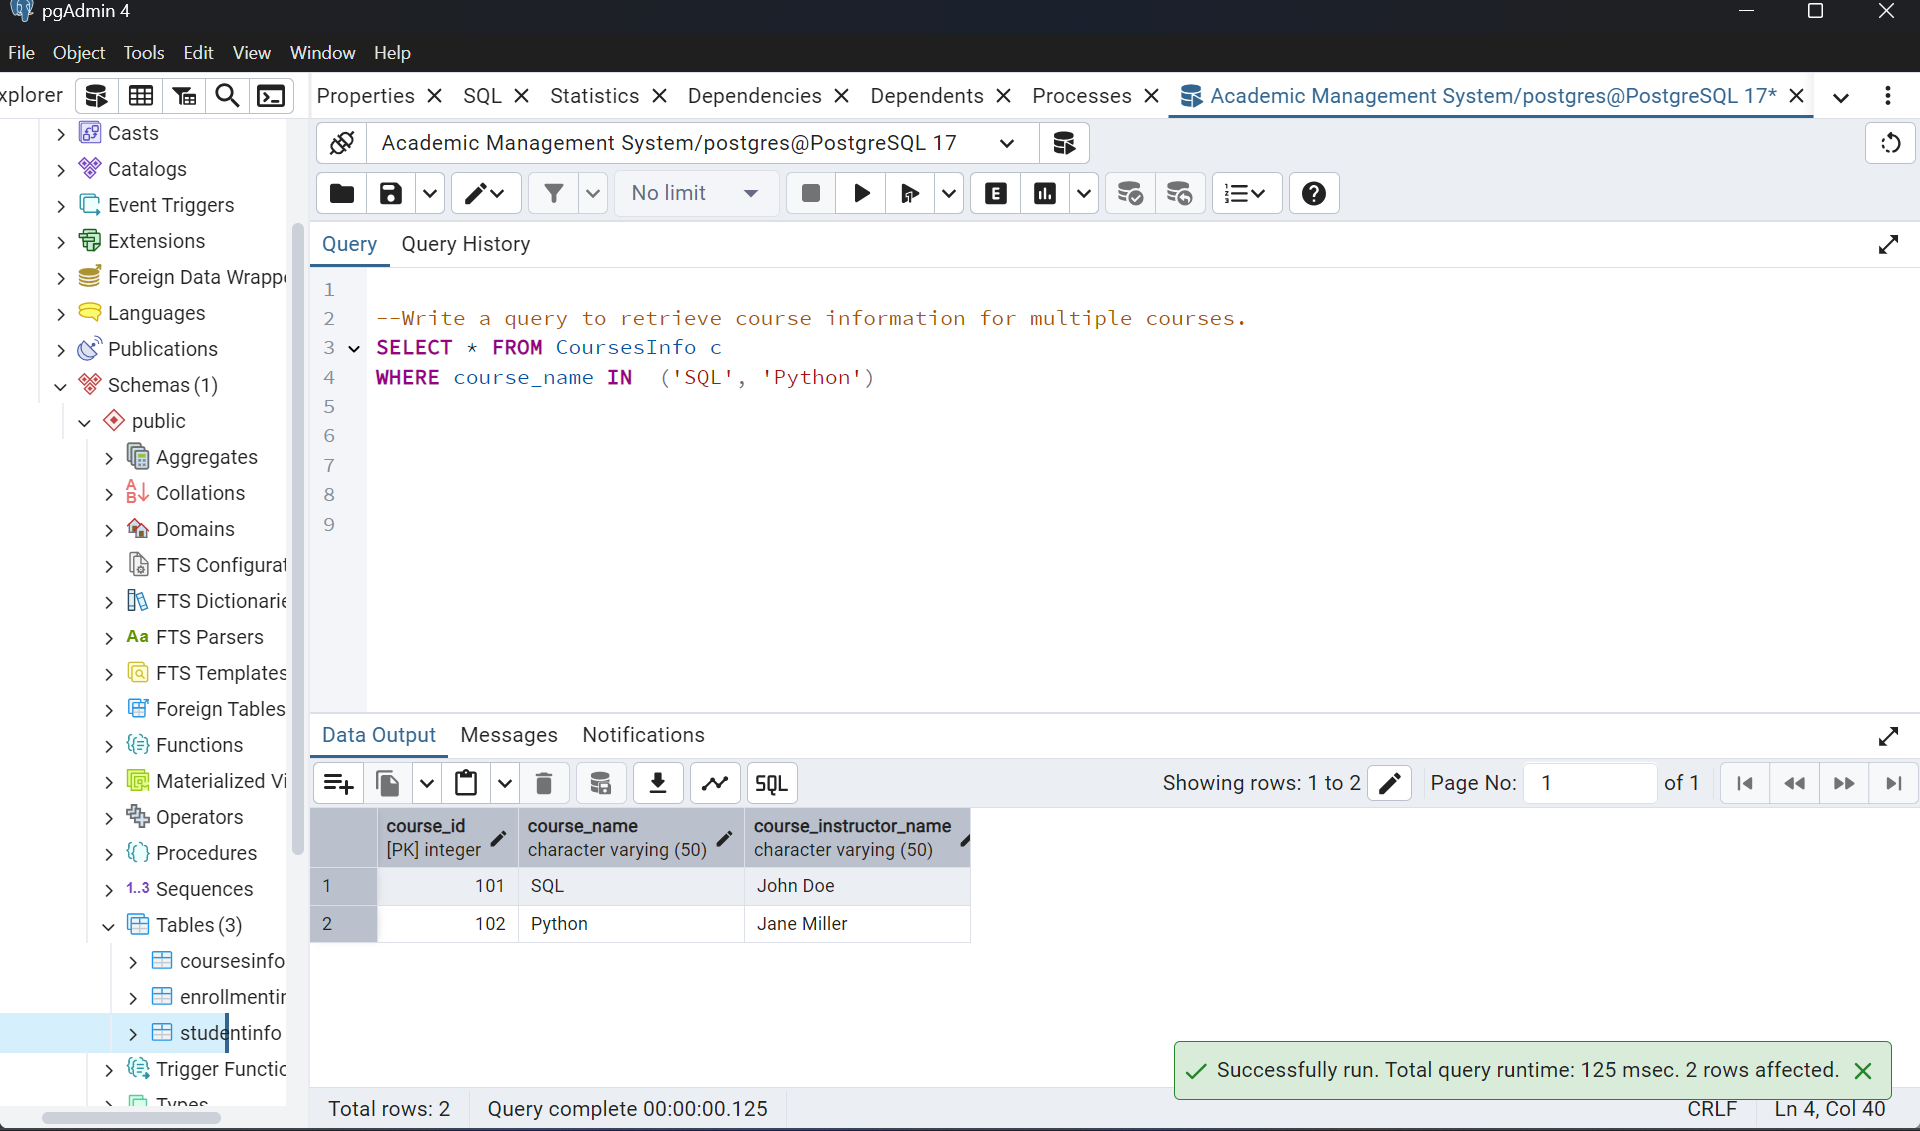 pgAdmin 4
File Object Tools Edit View Window Help
xplorer
Properties SQL Statistics Dependencies Dependents Processes Academic Management System/postgres@PostgreSQL 17*
Casts
Catalogs
Event Triggers
Extensions
Foreign Data Wrappe
Languages
Publications
Schemas (1)
public
Aggregates
Collations
Domains
FTS Configurat
FTS Dictionarie
Aa FTS Parsers
FTS Templates
Foreign Tables
Functions
Materialized Vi
Operators
Procedures
1..3 Sequences
Tables (3)
coursesinfo
enrollmentir
studentinfo
Trigger Functic
Types
Academic Management System/postgres@PostgreSQL 17
No limit
E
Query Query History
1
2 --Write a query to retrieve course information for multiple courses.
3 SELECT * FROM CoursesInfo c
4 WHERE course_name IN ('SQL', 'Python')
5
6
7
8
9
Data Output Messages Notifications
SQL
Showing rows: 1 to 2 Page No: 1 of 1
course_id course_name course_instructor_name
[PK] integer character varying (50) character varying (50)
1 101 SQL John Doe
2 102 Python Jane Miller
Successfully run. Total query runtime: 125 msec. 2 rows affected.
Total rows: 2 Query complete 00:00:00.125 CRLF Ln 4, Col 40